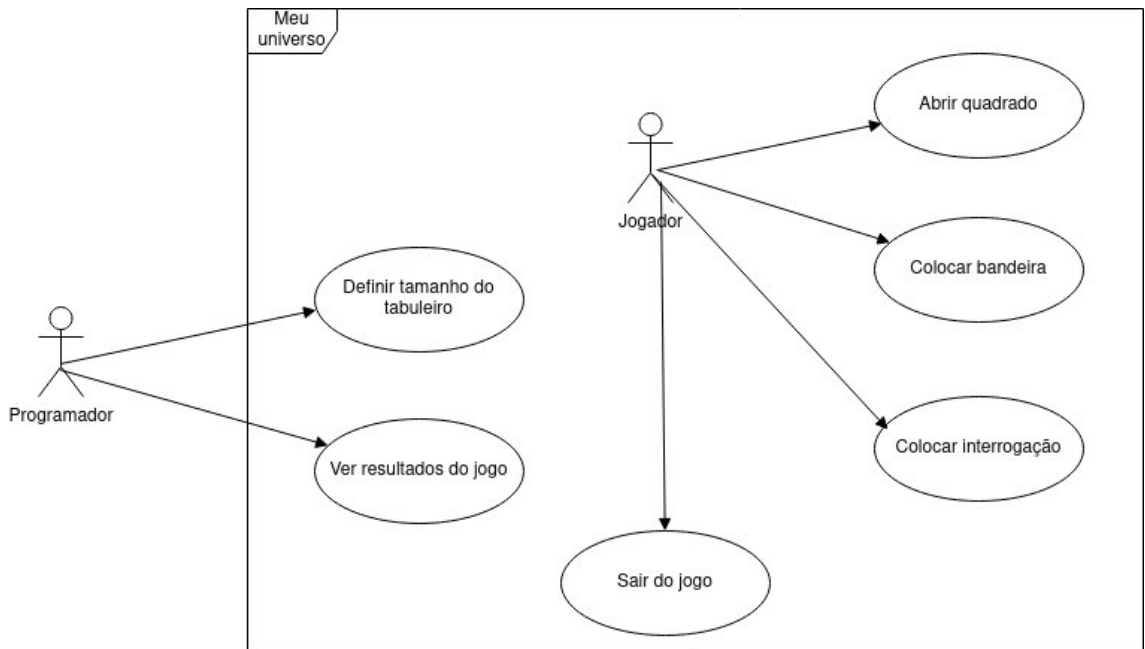 Meu
universo
Abrir quadrado
Jogador
Colocar bandeira
Definir tamanho do
tabuleiro
Programador
Colocar interrogação
Ver resultados do jogo
Sair do jogo